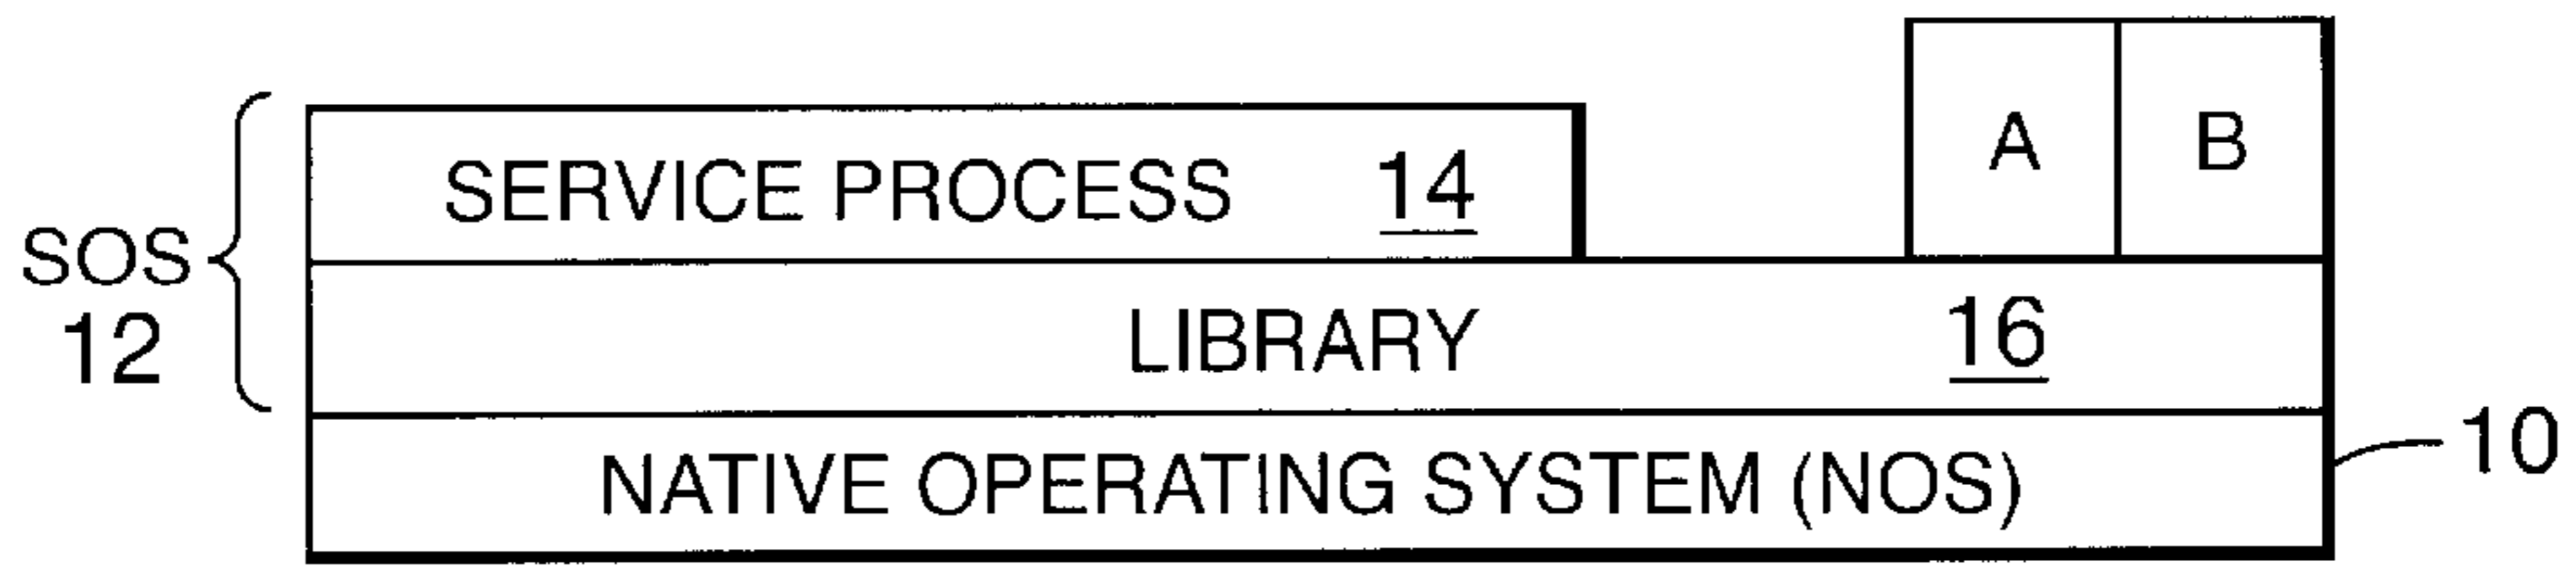 A B
SERVICE PROCESS 14
SOS
12
LIBRARY 16
NATIVE OPERATING SYSTEM (NOS) 10